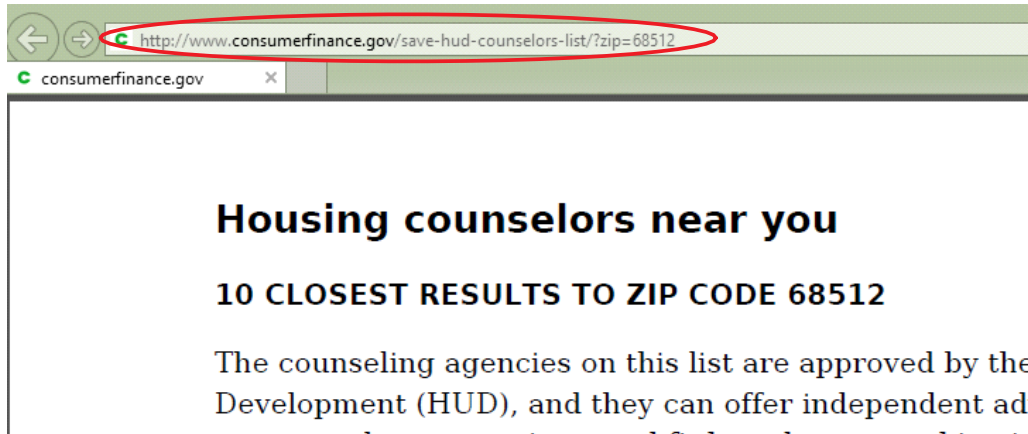 http://www.consumerfinance.gov/save-hud-counselors-list/?zip=68512
consumerfinance.gov
Housing counselors near you
10 CLOSEST RESULTS TO ZIP CODE 68512
The counseling agencies on this list are approved by the
Development (HUD), and they can offer independent ad